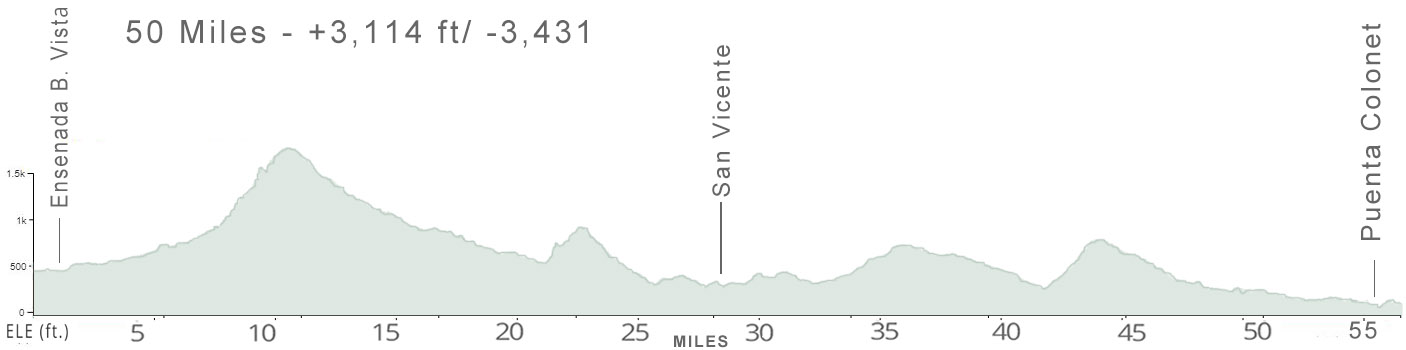 50 Miles - +3,114 ft/ -3,431
Ensenada B. Vista
San Vicente
Puenta Colonet
1.5k
1k
500
0
ELE (ft.)
5 10 15 20 25 30 35 40 45 50 55
MILES